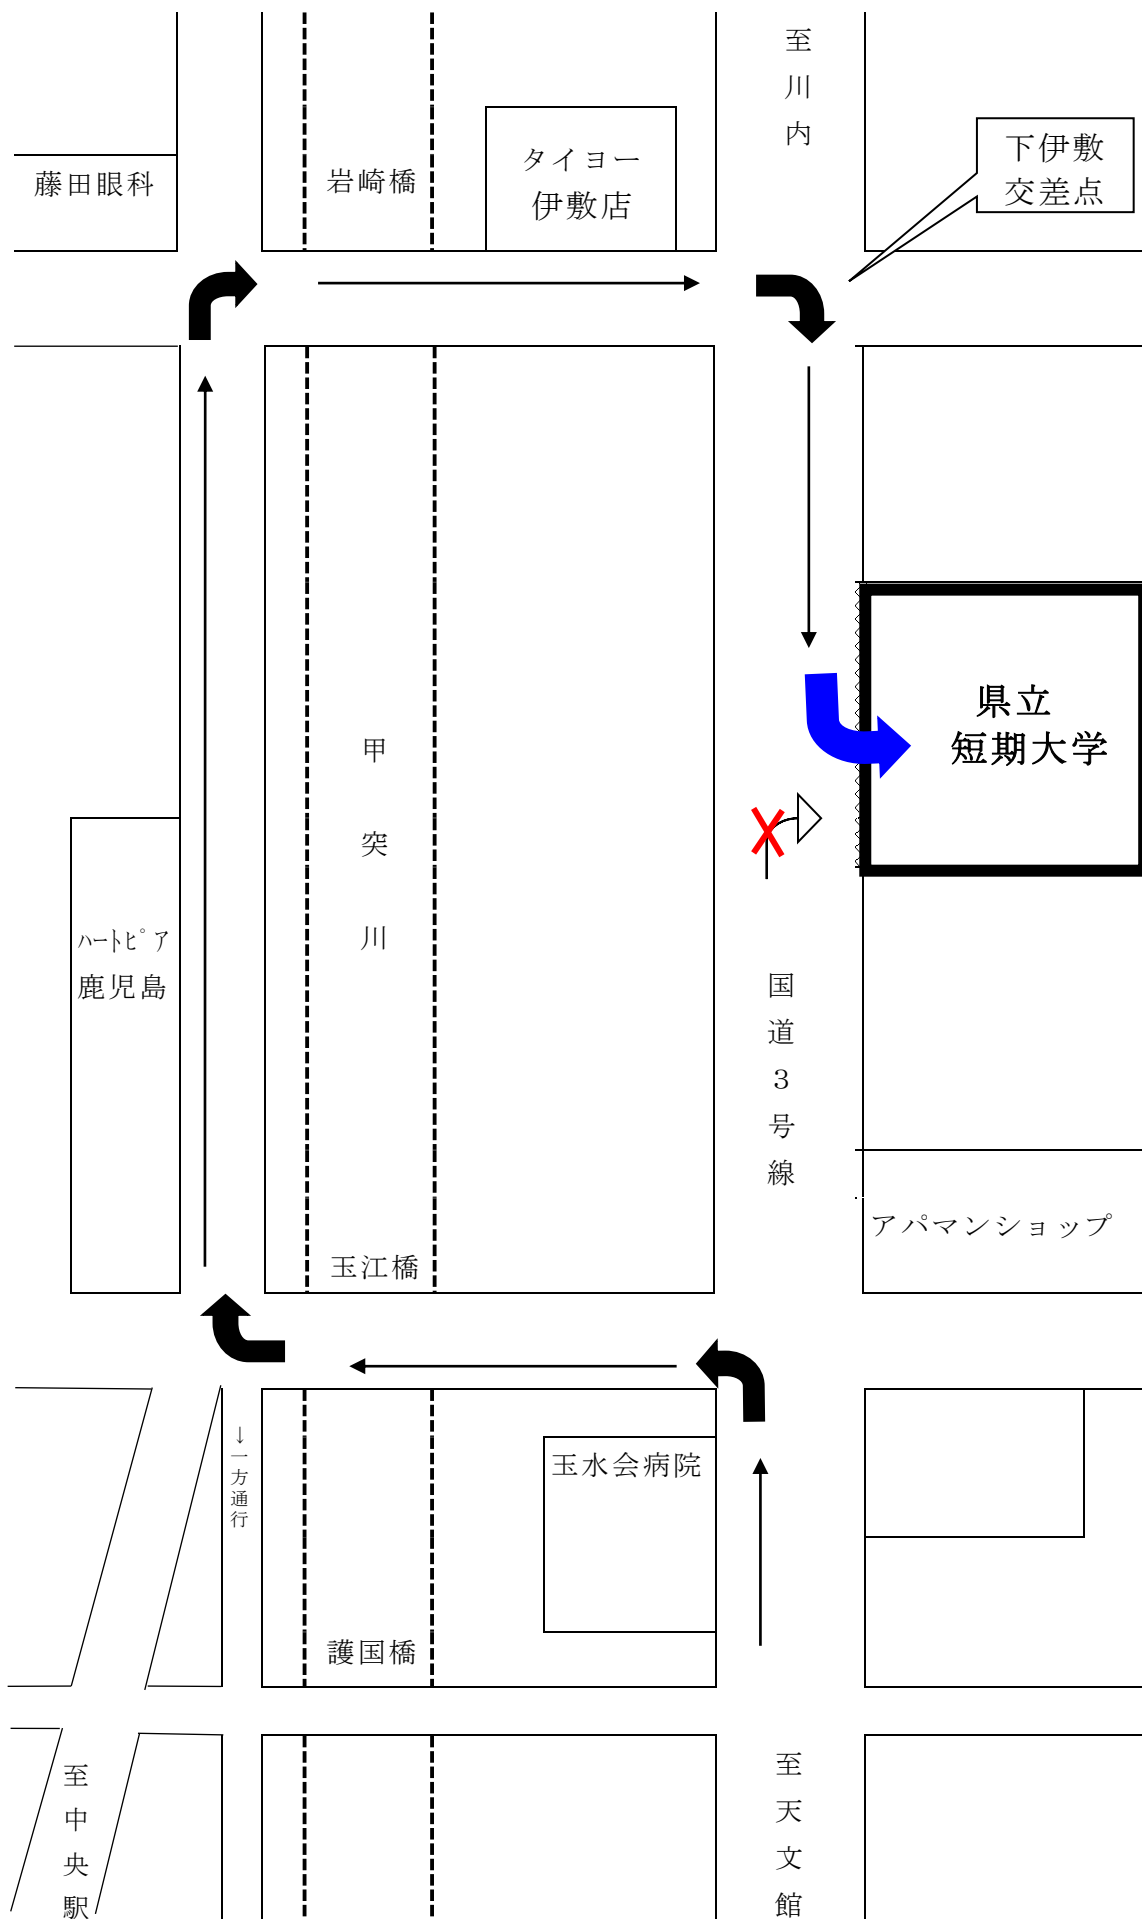 至川内
下伊敷
交差点
タイヨー
伊敷店
岩崎橋
藤田眼科
県立
短期大学
甲突川
ﾊｰﾄﾋﾟｱ
鹿児島
国道３号線
アパマンショップ
玉江橋
↓一方通行
玉水会病院
護国橋
至中央駅
至天文館